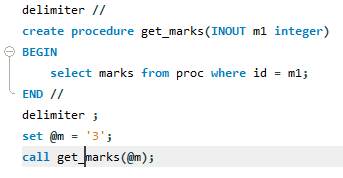 delimiter //
create procedure get_marks(INOUT m1 integer)
BEGIN
select marks from proc where id = m1;
END //
delimiter ;
set @m = '3';
call get_marks(@m);